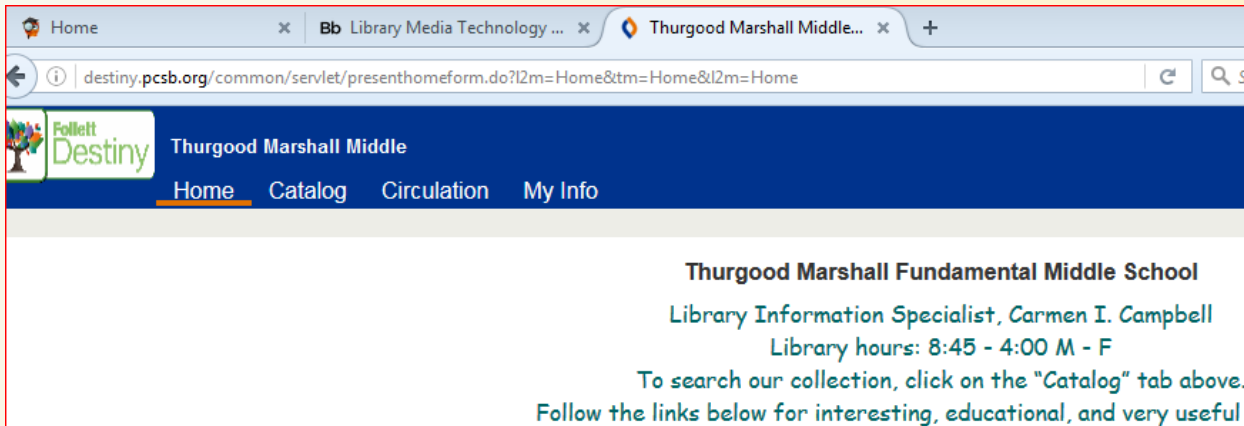 Home
Bb Library Media Technology ...
Thurgood Marshall Middle...
destiny.pcsb.org/common/servlet/presenthomeform.do?l2m=Home&tm=Home&l2m=Home
Follett
Destiny
Thurgood Marshall Middle
Home Catalog Circulation My Info
Thurgood Marshall Fundamental Middle School
Library Information Specialist, Carmen I. Campbell
Library hours: 8:45 - 4:00 M - F
To search our collection, click on the “Catalog” tab above.
Follow the links below for interesting, educational, and very useful